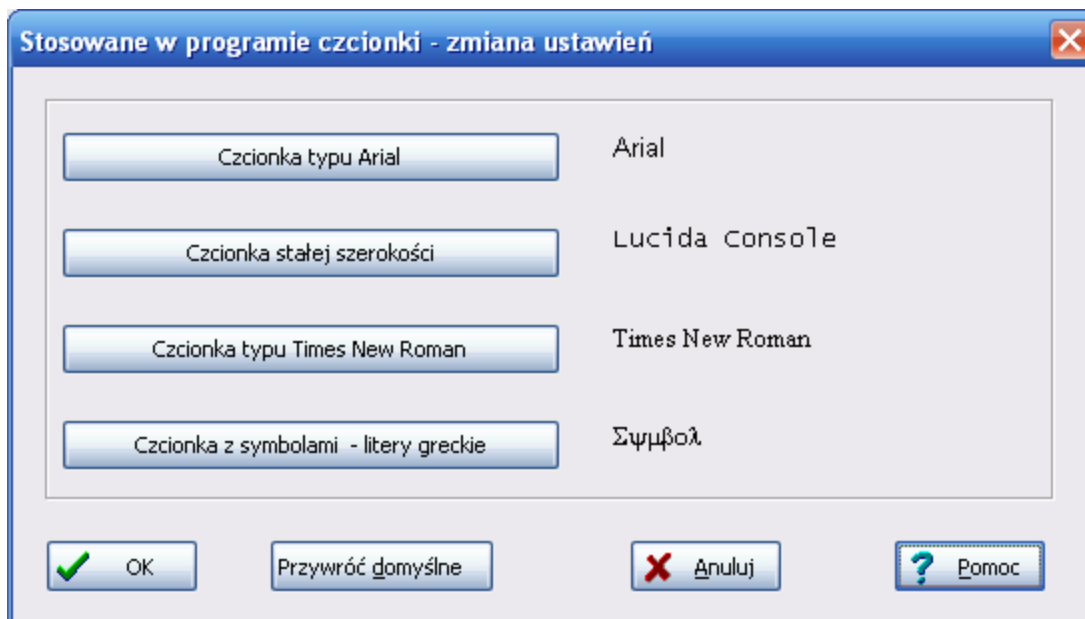 Stosowane w programie czcionki - zmiana ustawień
Czcionka typu Arial Arial
Czcionka stałej szerokości Lucida Console
Czcionka typu Times New Roman Times New Roman
Czcionka z symbolami - litery greckie Σψμβολ
OK Przywróć domyślne Anuluj Pomoc